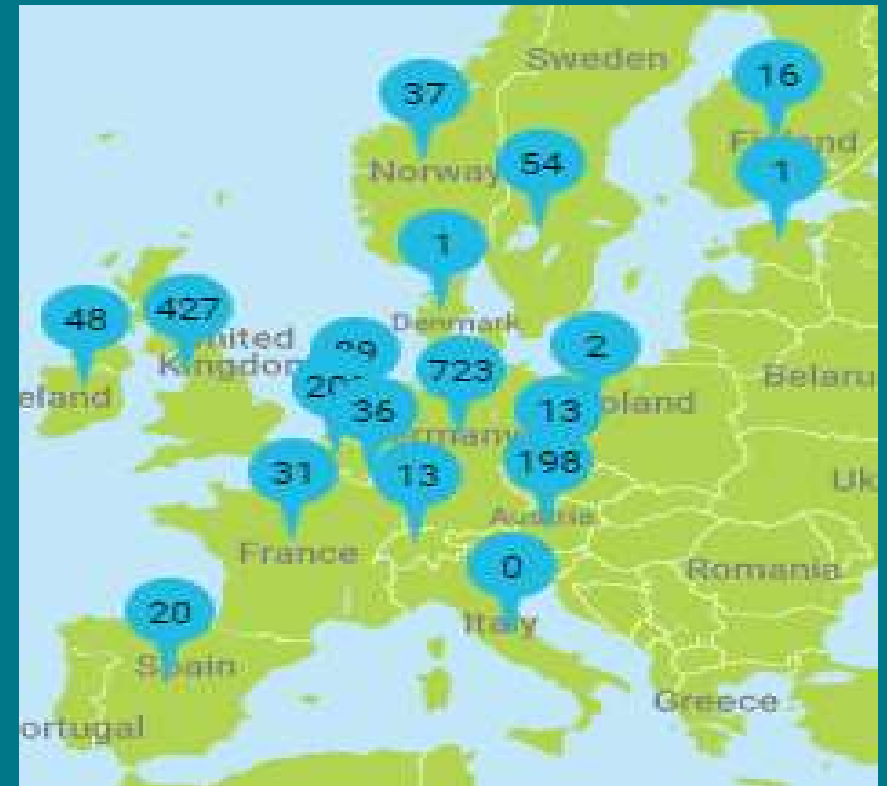 Sweden
16
37
Norway
54
1
1
Denmark
48
427
Kingdom
723
2
36
13
31
13
198
Austria
France
0
Italy
20
Spain
Romania
Greece